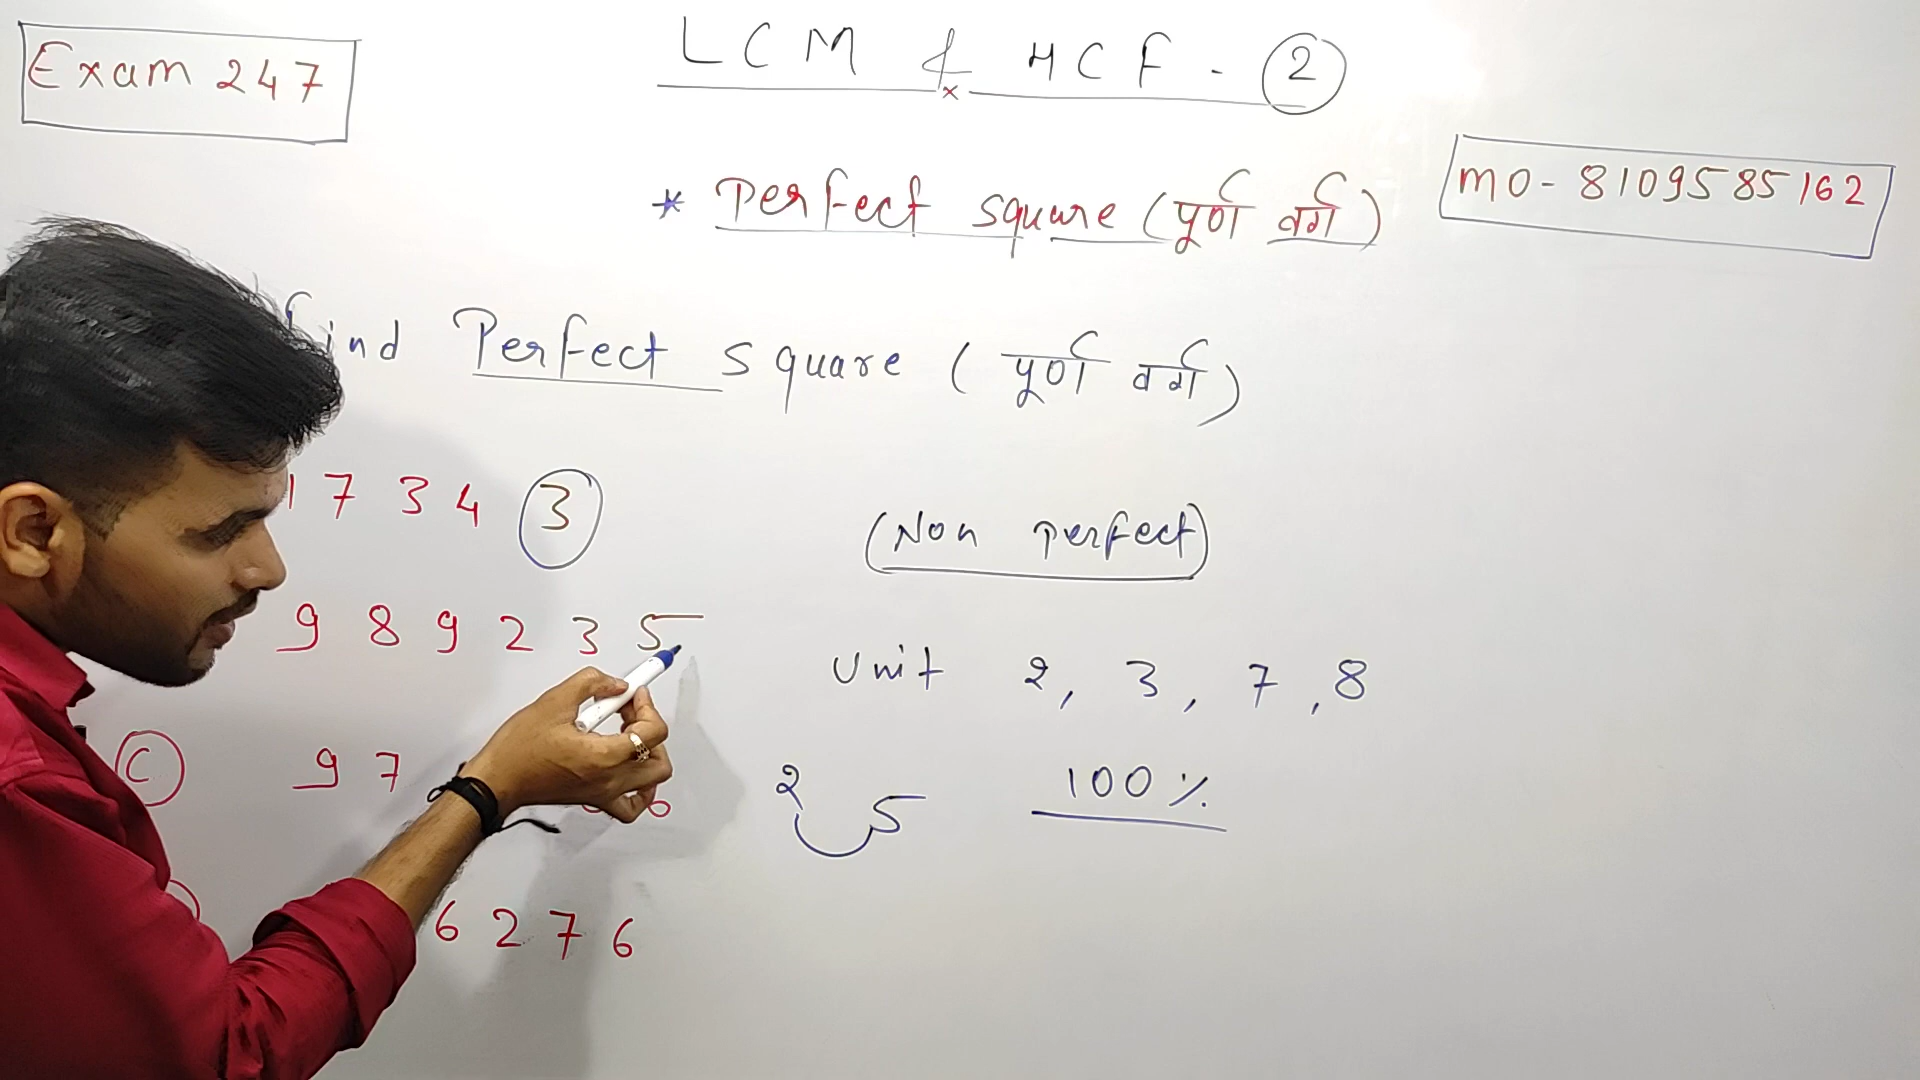 Exam 247
LCM & HCF - 2
x
MO - 8109585162
* Perfect square (पूर्ण वर्ग)
find Perfect square (पूर्ण वर्ग)
1 7 3 4 3
(Non perfect)
9 8 9 2 3 5
Unit 2, 3, 7, 8
C 9 7
2 5 100%
6 2 7 6